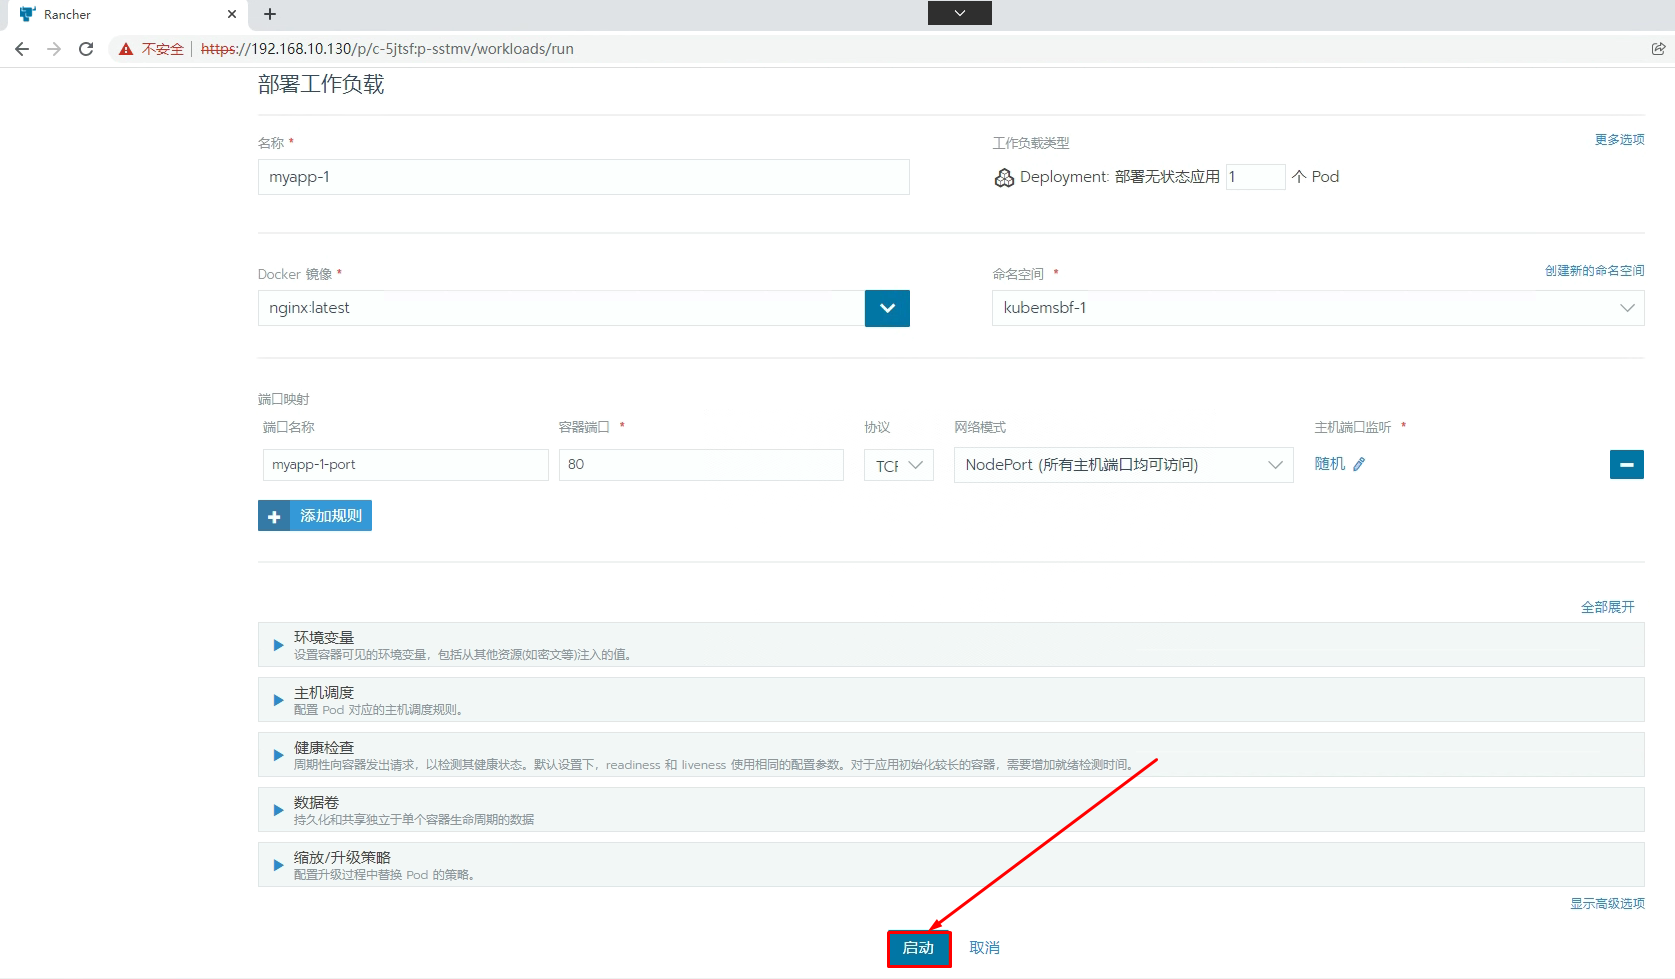 Rancher
不安全 https://192.168.10.130/p/c-5jtsf:p-sstmv/workloads/run
部署工作负载
名称 *
工作负载类型
更多选项
myapp-1
Deployment: 部署无状态应用 1 个 Pod
Docker 镜像 *
命名空间 *
创建新的命名空间
nginx:latest
kubemsbf-1
端口映射
端口名称 容器端口 * 协议 网络模式 主机端口监听 *
myapp-1-port 80 TCP NodePort (所有主机端口均可访问) 随机
添加规则
全部展开
环境变量
设置容器可见的环境变量，包括从其他资源(如密文等)注入的值。
主机调度
配置 Pod 对应的主机调度规则。
健康检查
周期性向容器发出请求，以检测其健康状态。默认设置下，readiness 和 liveness 使用相同的配置参数。对于应用初始化较长的容器，需要增加就绪检测时间。
数据卷
持久化和共享独立于单个容器生命周期的数据
缩放/升级策略
配置升级过程中替换 Pod 的策略。
显示高级选项
启动 取消